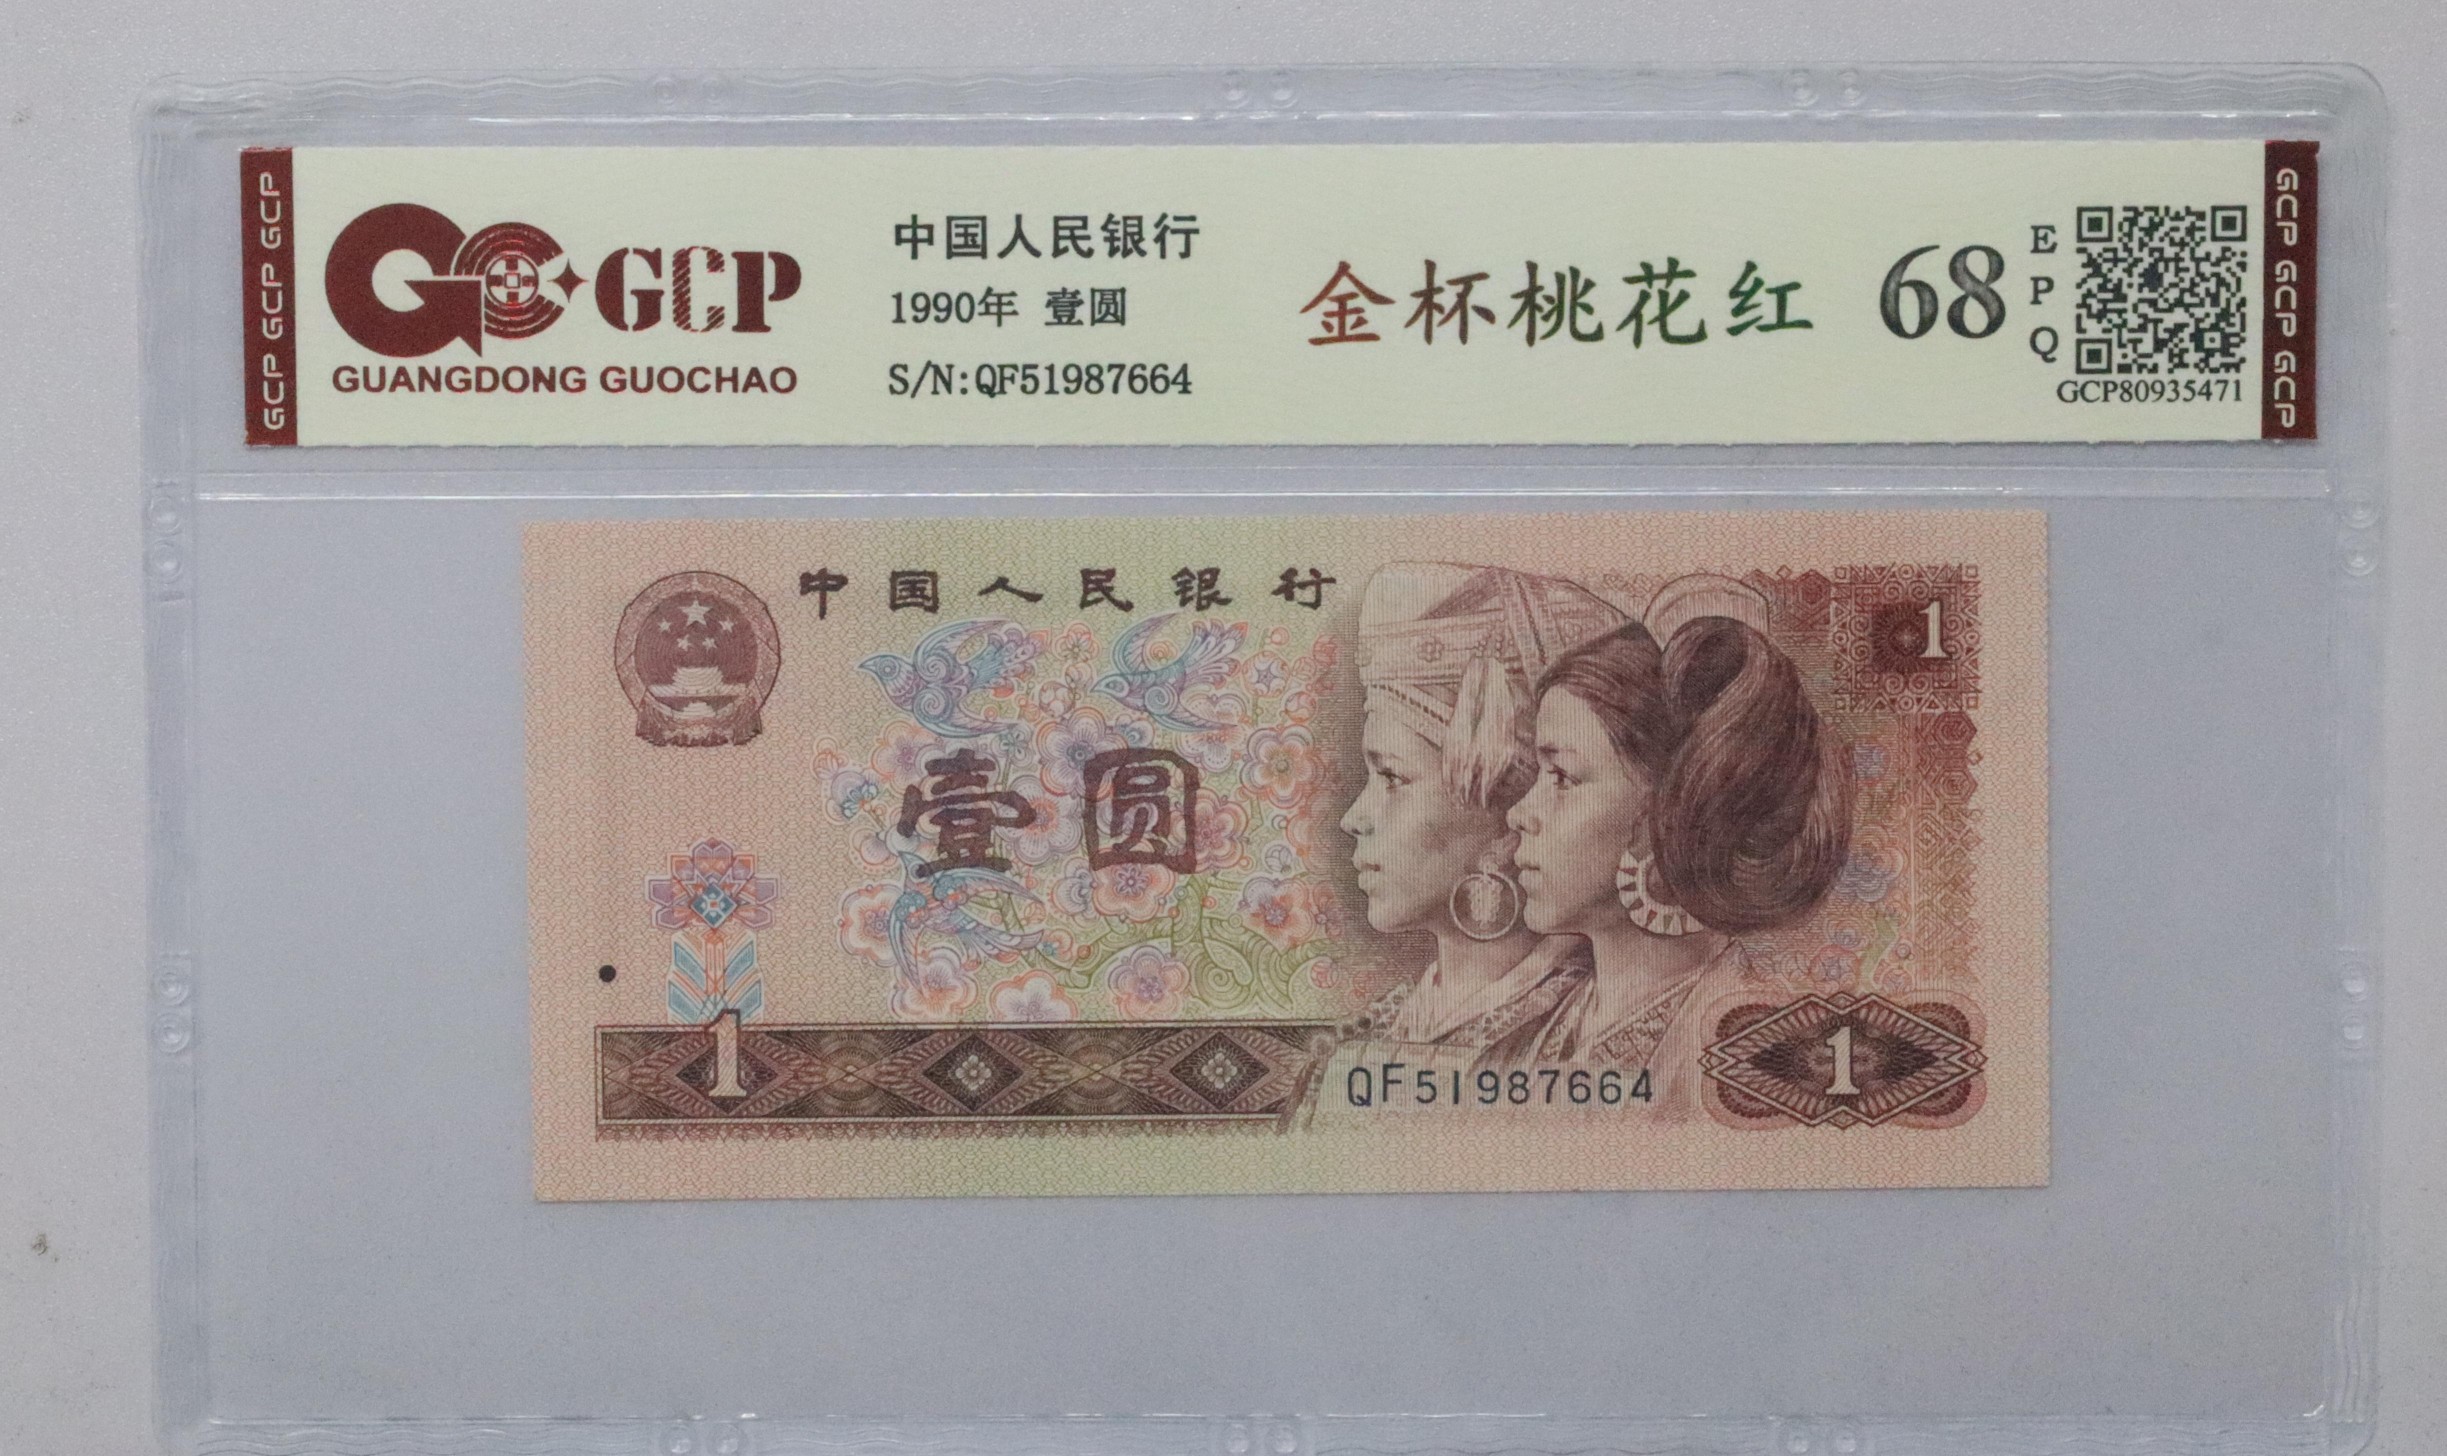 GCP GCP GCP
GCP
GUANGDONG GUOCHAO
中国人民银行
1990年 壹圆
S/N:QF51987664
金杯桃花红
68
E
P
Q
GCP80935471
GCP GCP GCP
中国人民银行
1
壹圆
1
QF51987664
1